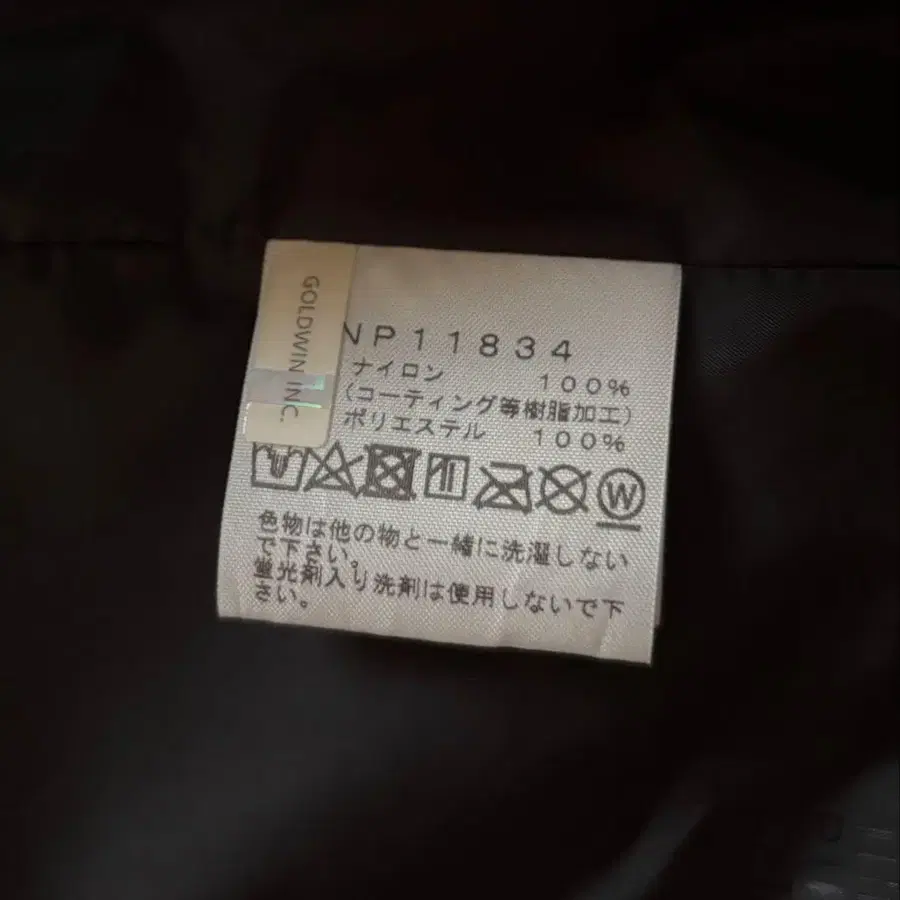 GOLDWIN INC.
NP11834
ナイロン 100%
(コーティング等樹脂加工)
ポリエステル 100%
W
色物は他の物と一緒に洗濯しない
で下さい。
蛍光剤入り洗剤は使用しないで下
さい。